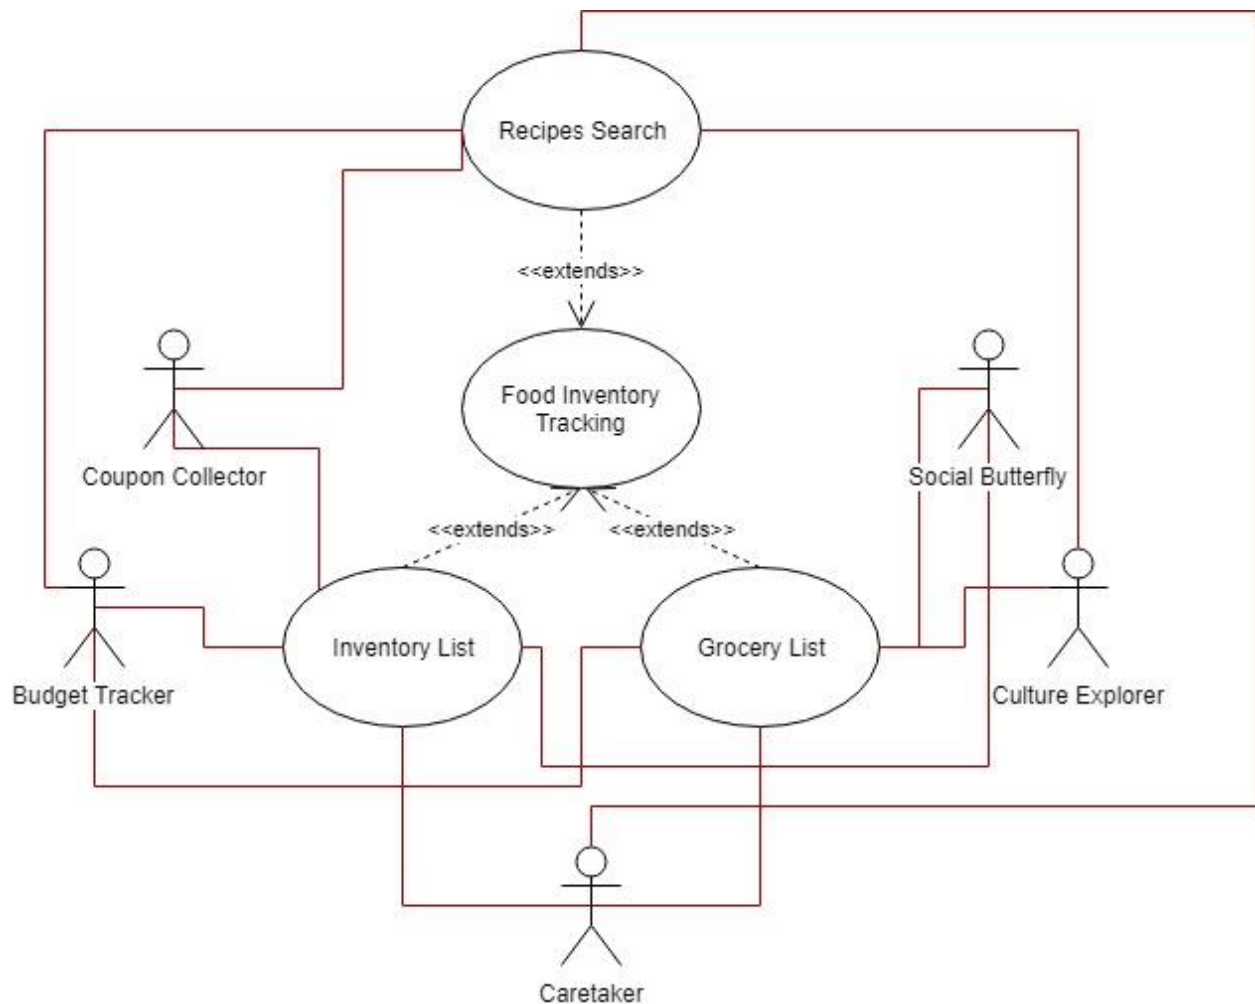 Recipes Search
<<extends>>
Food Inventory
Tracking
Coupon Collector
Social Butterfly
<<extends>>
<<extends>>
Inventory List
Grocery List
Budget Tracker
Culture Explorer
Caretaker